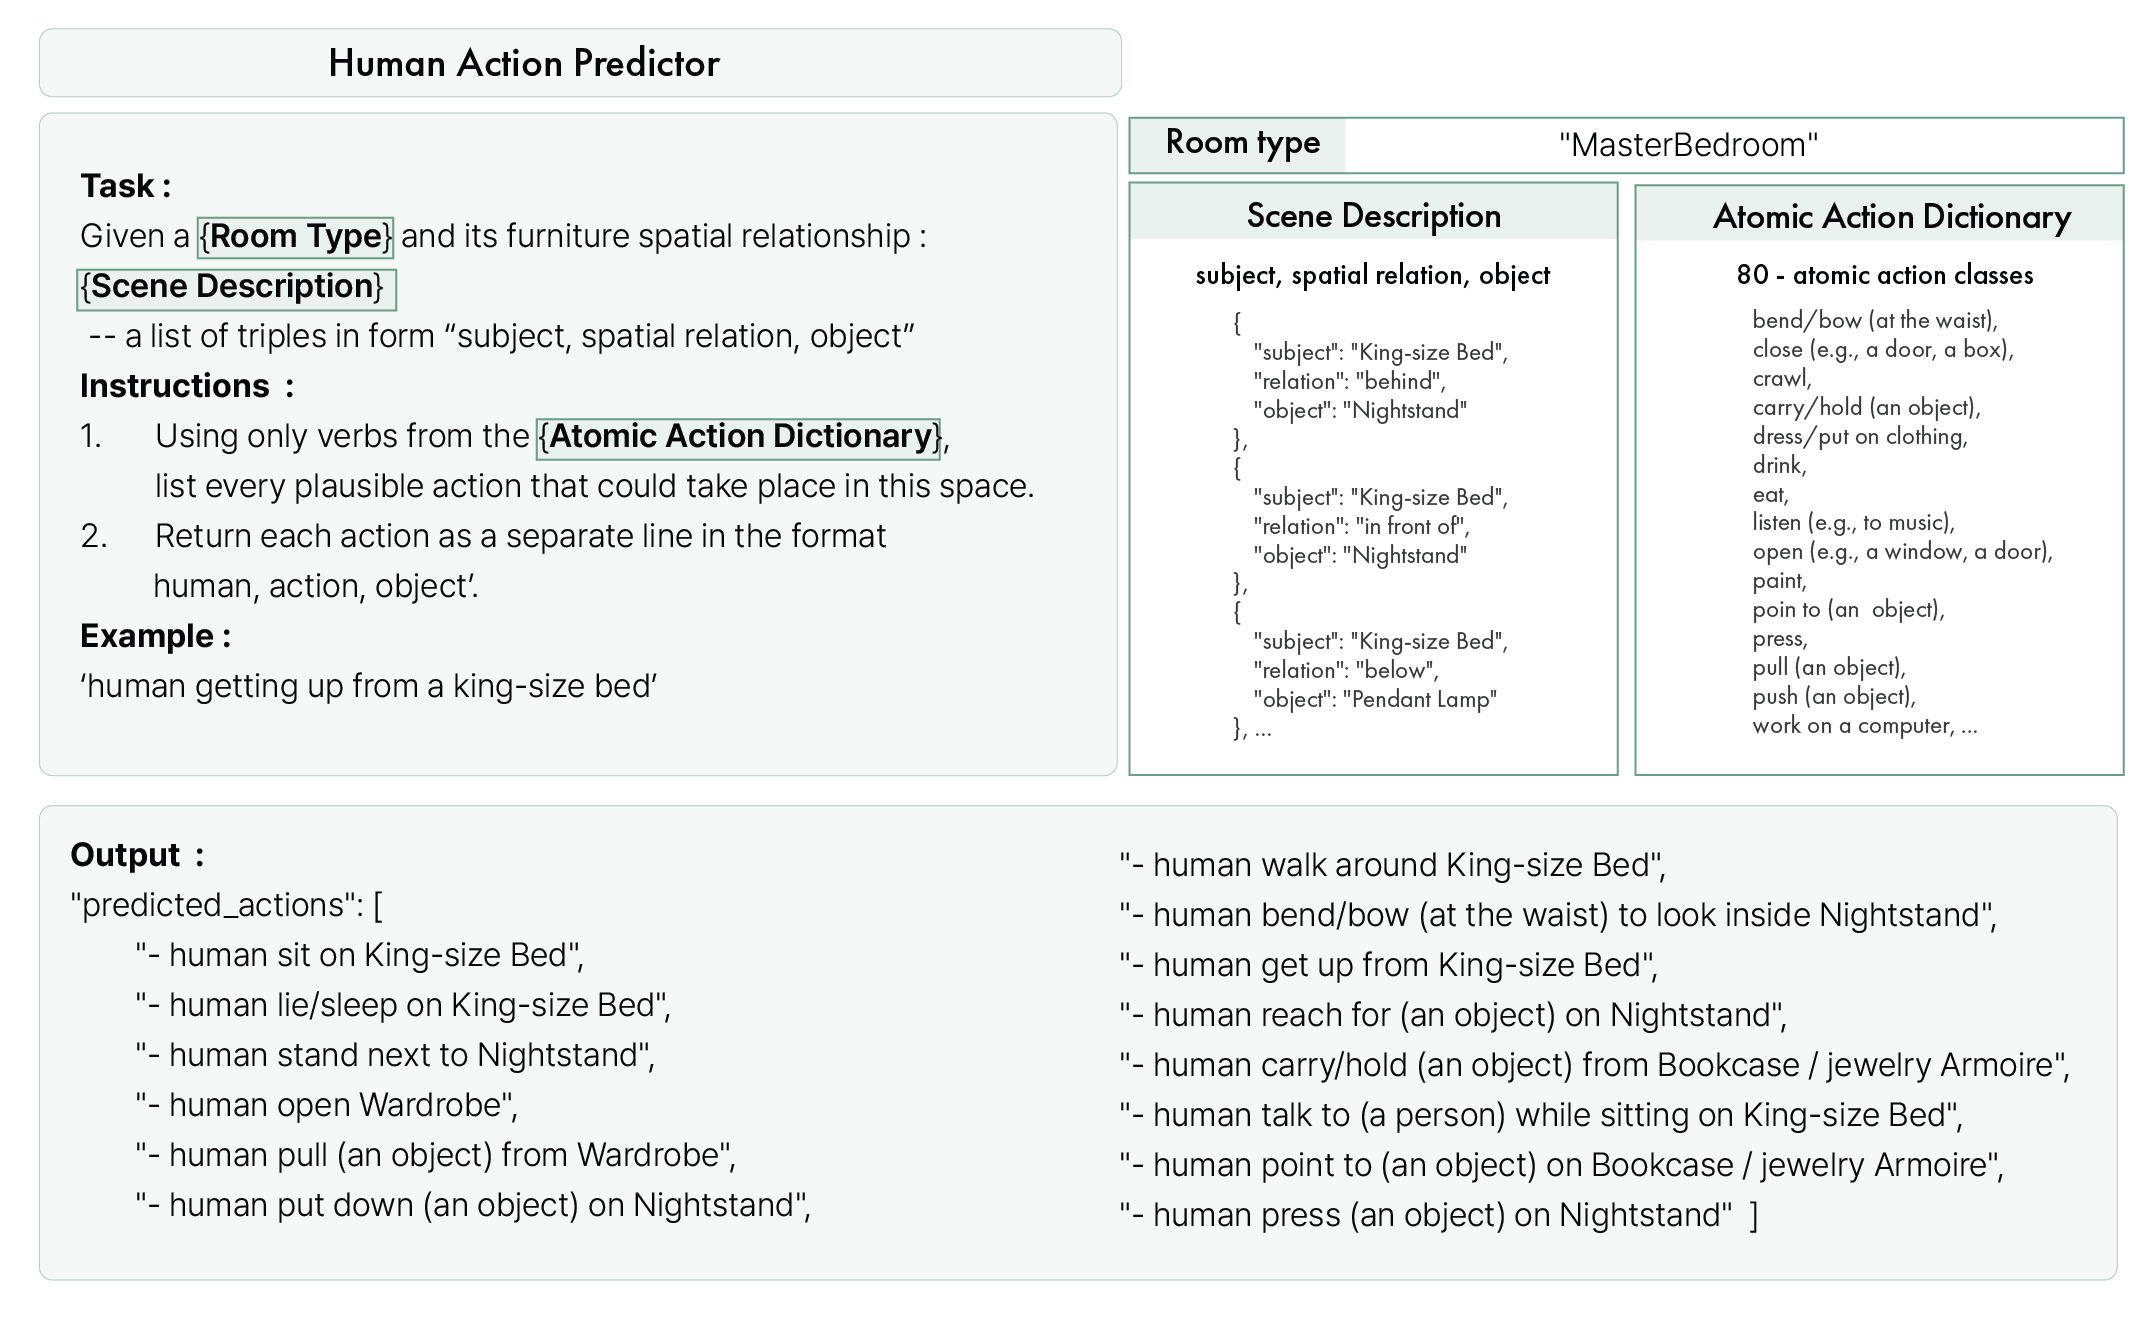 Human Action Predictor
Task :
Given a {Room Type} and its furniture spatial relationship :
{Scene Description}
-- a list of triples in form “subject, spatial relation, object”
Instructions :
1. Using only verbs from the {Atomic Action Dictionary},
list every plausible action that could take place in this space.
2. Return each action as a separate line in the format
human, action, object’.
Example :
‘human getting up from a king-size bed’
Room type "MasterBedroom"
Scene Description
subject, spatial relation, object
{
"subject": "King-size Bed",
"relation": "behind",
"object": "Nightstand"
},
{
"subject": "King-size Bed",
"relation": "in front of",
"object": "Nightstand"
},
{
"subject": "King-size Bed",
"relation": "below",
"object": "Pendant Lamp"
}, ...
Atomic Action Dictionary
80 - atomic action classes
bend/bow (at the waist),
close (e.g., a door, a box),
crawl,
carry/hold (an object),
dress/put on clothing,
drink,
eat,
listen (e.g., to music),
open (e.g., a window, a door),
paint,
poin to (an  object),
press,
pull (an object),
push (an object),
work on a computer, ...
Output :
"predicted_actions": [
"- human sit on King-size Bed",
"- human lie/sleep on King-size Bed",
"- human stand next to Nightstand",
"- human open Wardrobe",
"- human pull (an object) from Wardrobe",
"- human put down (an object) on Nightstand",
"- human walk around King-size Bed",
"- human bend/bow (at the waist) to look inside Nightstand",
"- human get up from King-size Bed",
"- human reach for (an object) on Nightstand",
"- human carry/hold (an object) from Bookcase / jewelry Armoire",
"- human talk to (a person) while sitting on King-size Bed",
"- human point to (an object) on Bookcase / jewelry Armoire",
"- human press (an object) on Nightstand" ]